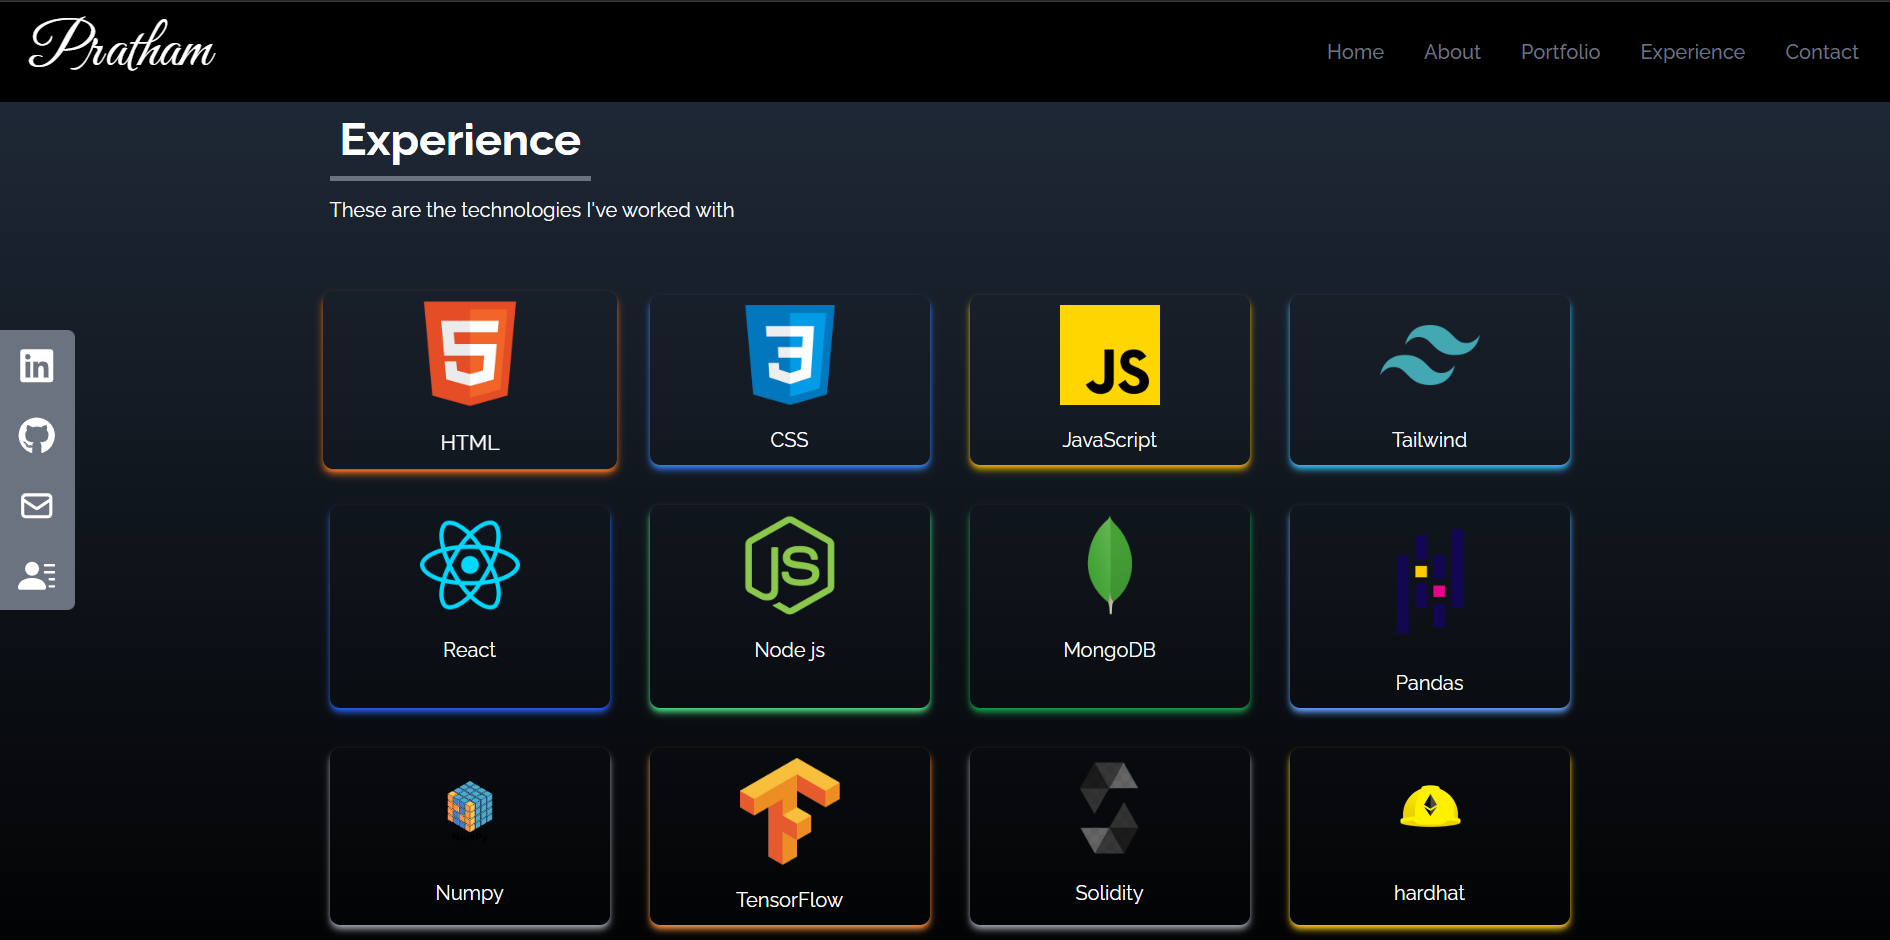 Pratham
Home About Portfolio Experience Contact
Experience
These are the technologies I've worked with
in
5
3
JS
HTML CSS JavaScript Tailwind
JS
React Node js MongoDB Pandas
Numpy TensorFlow Solidity hardhat